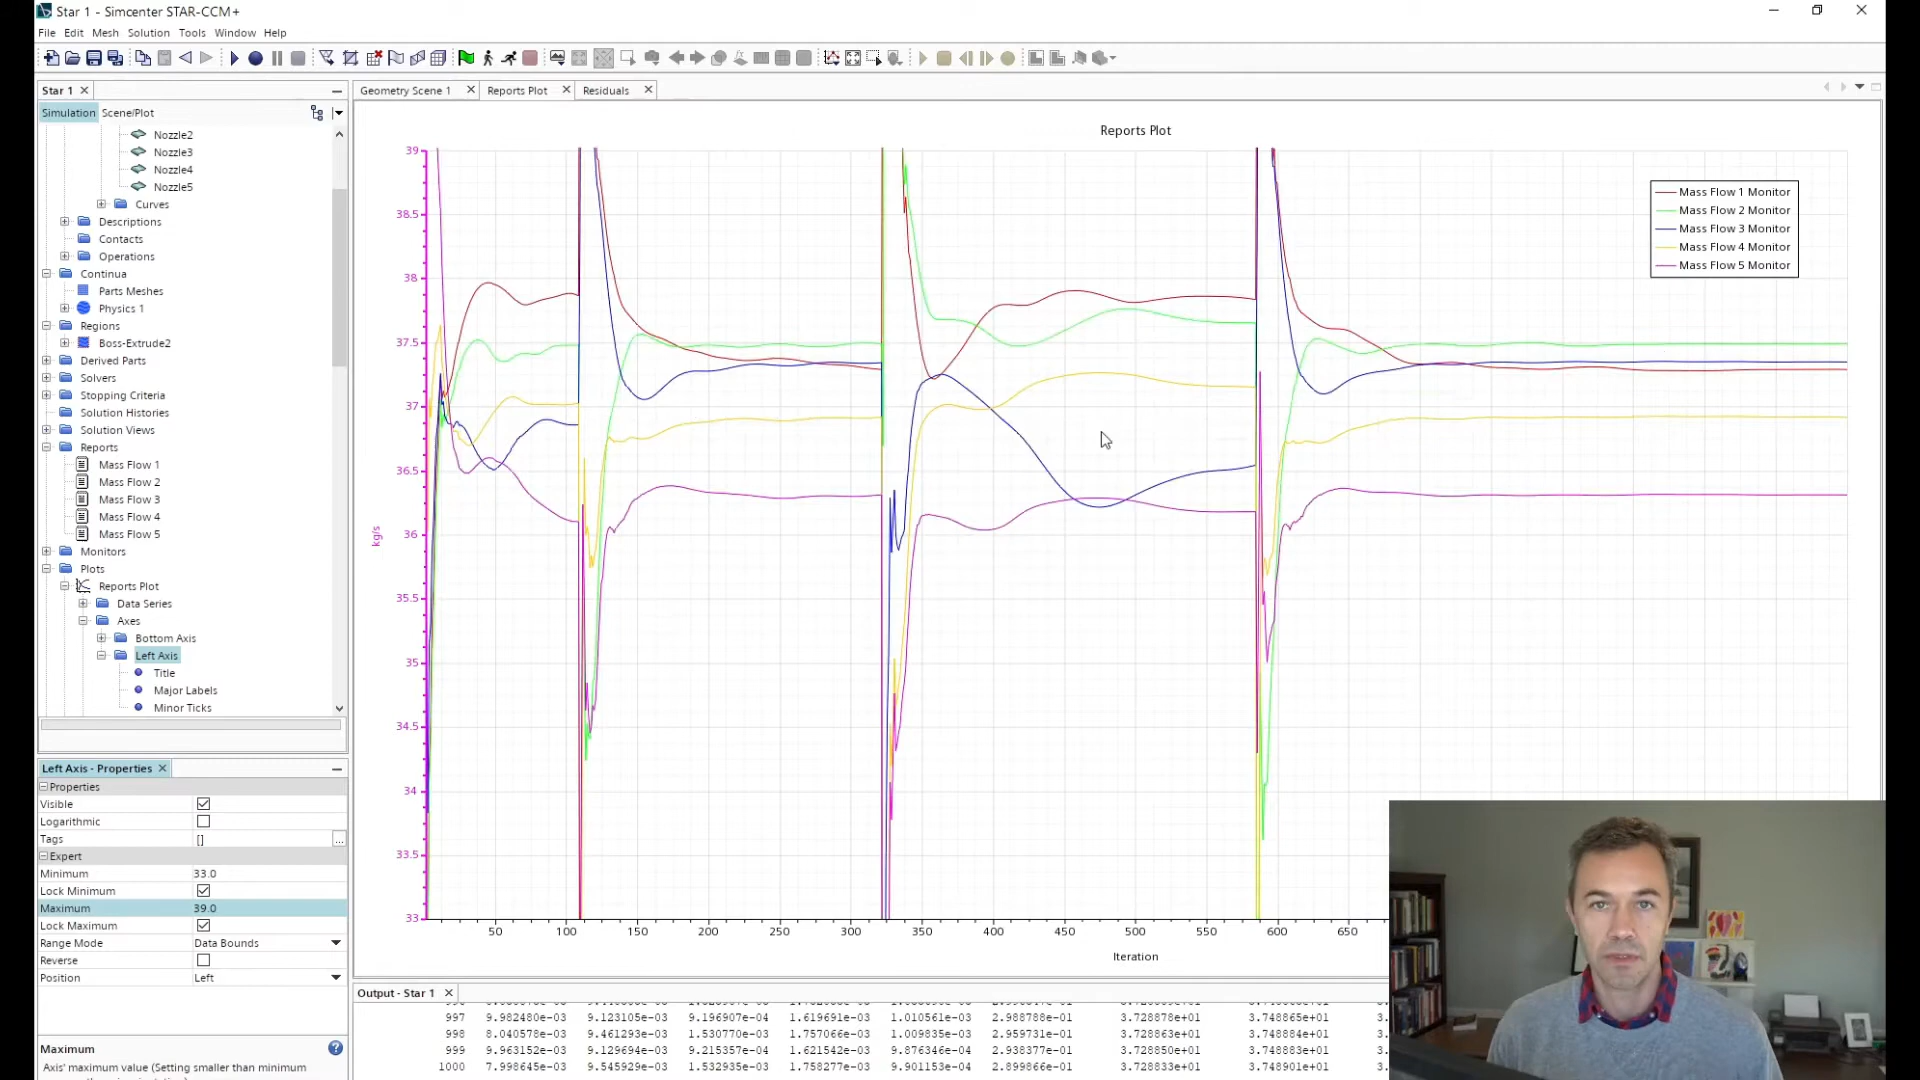 Star 1 - Simcenter STAR-CCM+
File Edit Mesh Solution Tools Window Help
Star 1
Simulation Scene/Plot
Nozzle2
Nozzle3
Nozzle4
Nozzle5
Curves
Descriptions
Contacts
Operations
Continua
Parts Meshes
Physics 1
Regions
Boss-Extrude2
Derived Parts
Solvers
Stopping Criteria
Solution Histories
Solution Views
Reports
Mass Flow 1
Mass Flow 2
Mass Flow 3
Mass Flow 4
Mass Flow 5
Monitors
Plots
Reports Plot
Data Series
Axes
Bottom Axis
Left Axis
Title
Major Labels
Minor Ticks
Left Axis - Properties
Properties
Visible
Logarithmic
Tags []
...
Expert
Minimum 33.0
Lock Minimum
Maximum 39.0
Lock Maximum
Range Mode Data Bounds
Reverse
Position Left
Maximum
Axis' maximum value (Setting smaller than minimum
Geometry Scene 1 Reports Plot Residuals
Reports Plot
39
38.5
38
37.5
37
36.5
36
35.5
35
34.5
34
33.5
33
kg/s
Mass Flow 1 Monitor
Mass Flow 2 Monitor
Mass Flow 3 Monitor
Mass Flow 4 Monitor
Mass Flow 5 Monitor
50 100 150 200 250 300 350 400 450 500 550 600 650
Iteration
Output - Star 1
997 9.982480e-03 9.123105e-03 9.196907e-04 1.619691e-03 1.010561e-03 2.988788e-01 3.728878e+01 3.748865e+01 3.
998 8.040578e-03 9.461293e-03 1.530770e-03 1.757066e-03 1.009835e-03 2.959731e-01 3.728863e+01 3.748884e+01 3.
999 9.963152e-03 9.129694e-03 9.215357e-04 1.621542e-03 9.876346e-04 2.938377e-01 3.728850e+01 3.748883e+01 3.
1000 7.998645e-03 9.545929e-03 1.532935e-03 1.758277e-03 9.901153e-04 2.899866e-01 3.728833e+01 3.748901e+01 3.